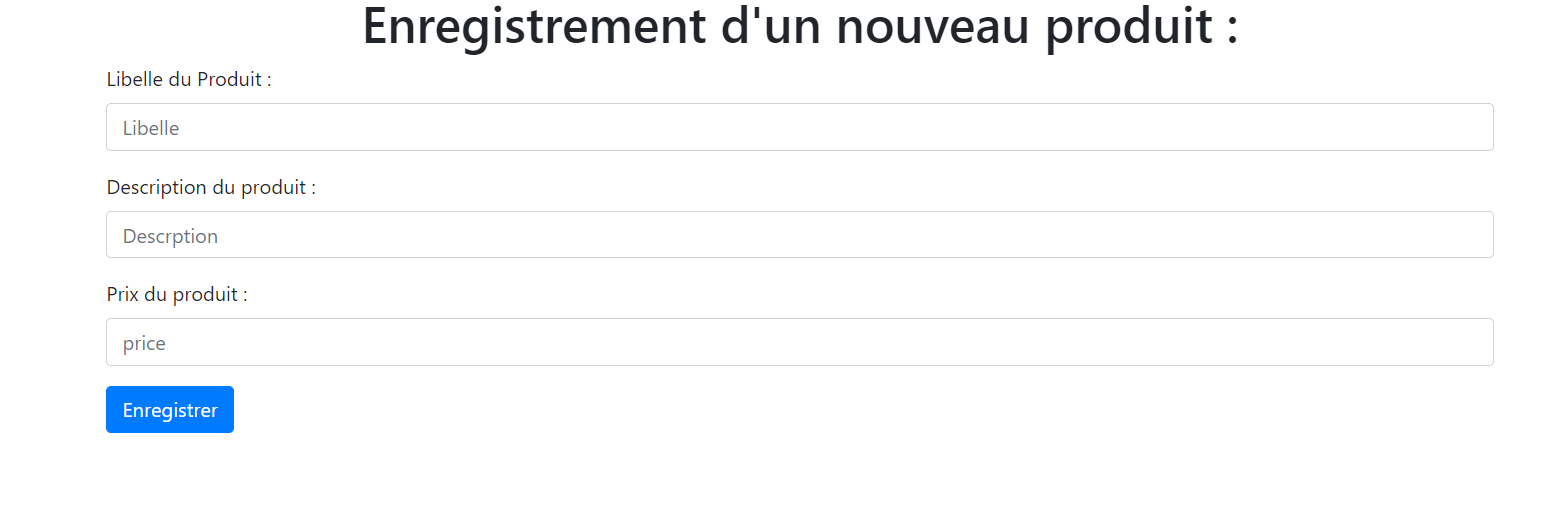 Enregistrement d'un nouveau produit :
Libelle du Produit :
Libelle
Description du produit :
Descrption
Prix du produit :
price
Enregistrer